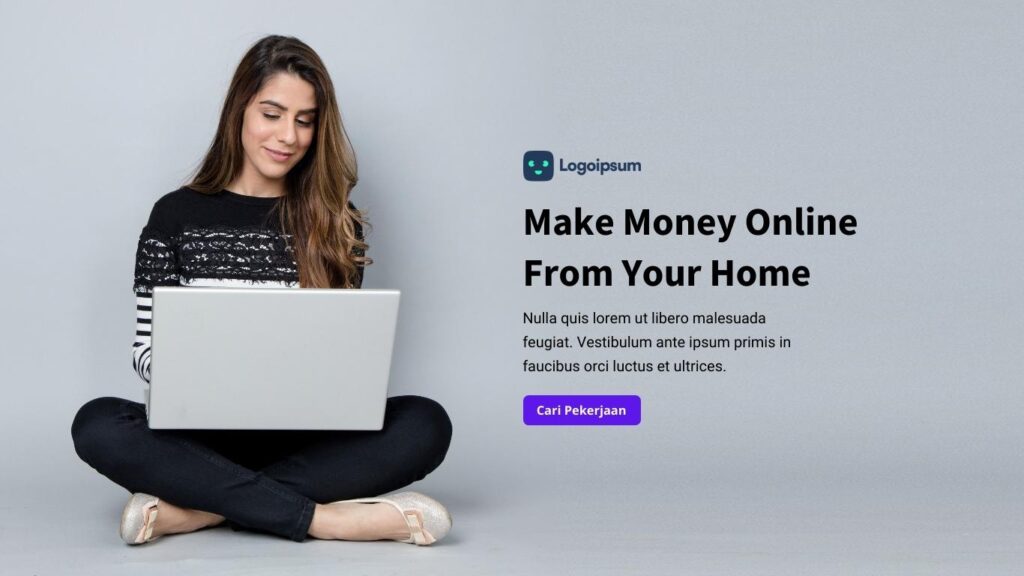 Logoipsum
Make Money Online
From Your Home
Nulla quis lorem ut libero malesuada
feugiat. Vestibulum ante ipsum primis in
faucibus orci luctus et ultrices.
Cari Pekerjaan